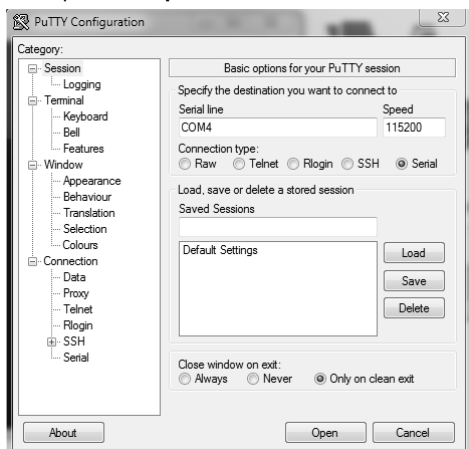 PuTTY Configuration
Category:
Session
Logging
Terminal
Keyboard
Bell
Features
Window
Appearance
Behaviour
Translation
Selection
Colours
Connection
Data
Proxy
Telnet
Rlogin
SSH
Serial
Basic options for your PuTTY session
Specify the destination you want to connect to
Serial line Speed
COM4 115200
Connection type:
Raw Telnet Rlogin SSH Serial
Load, save or delete a stored session
Saved Sessions
Default Settings
Load
Save
Delete
Close window on exit:
Always Never Only on clean exit
About Open Cancel